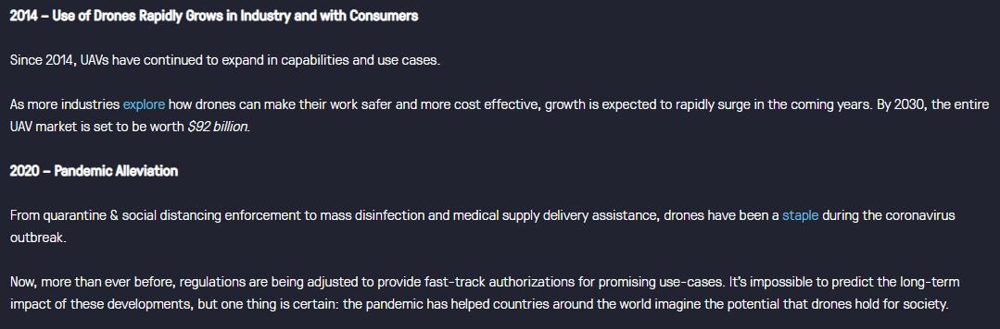 2014 – Use of Drones Rapidly Grows in Industry and with Consumers
Since 2014, UAVs have continued to expand in capabilities and use cases.
As more industries explore how drones can make their work safer and more cost effective, growth is expected to rapidly surge in the coming years. By 2030, the entire
UAV market is set to be worth $92 billion.
2020 – Pandemic Alleviation
From quarantine & social distancing enforcement to mass disinfection and medical supply delivery assistance, drones have been a staple during the coronavirus
outbreak.
Now, more than ever before, regulations are being adjusted to provide fast-track authorizations for promising use-cases. It's impossible to predict the long-term
impact of these developments, but one thing is certain: the pandemic has helped countries around the world imagine the potential that drones hold for society.